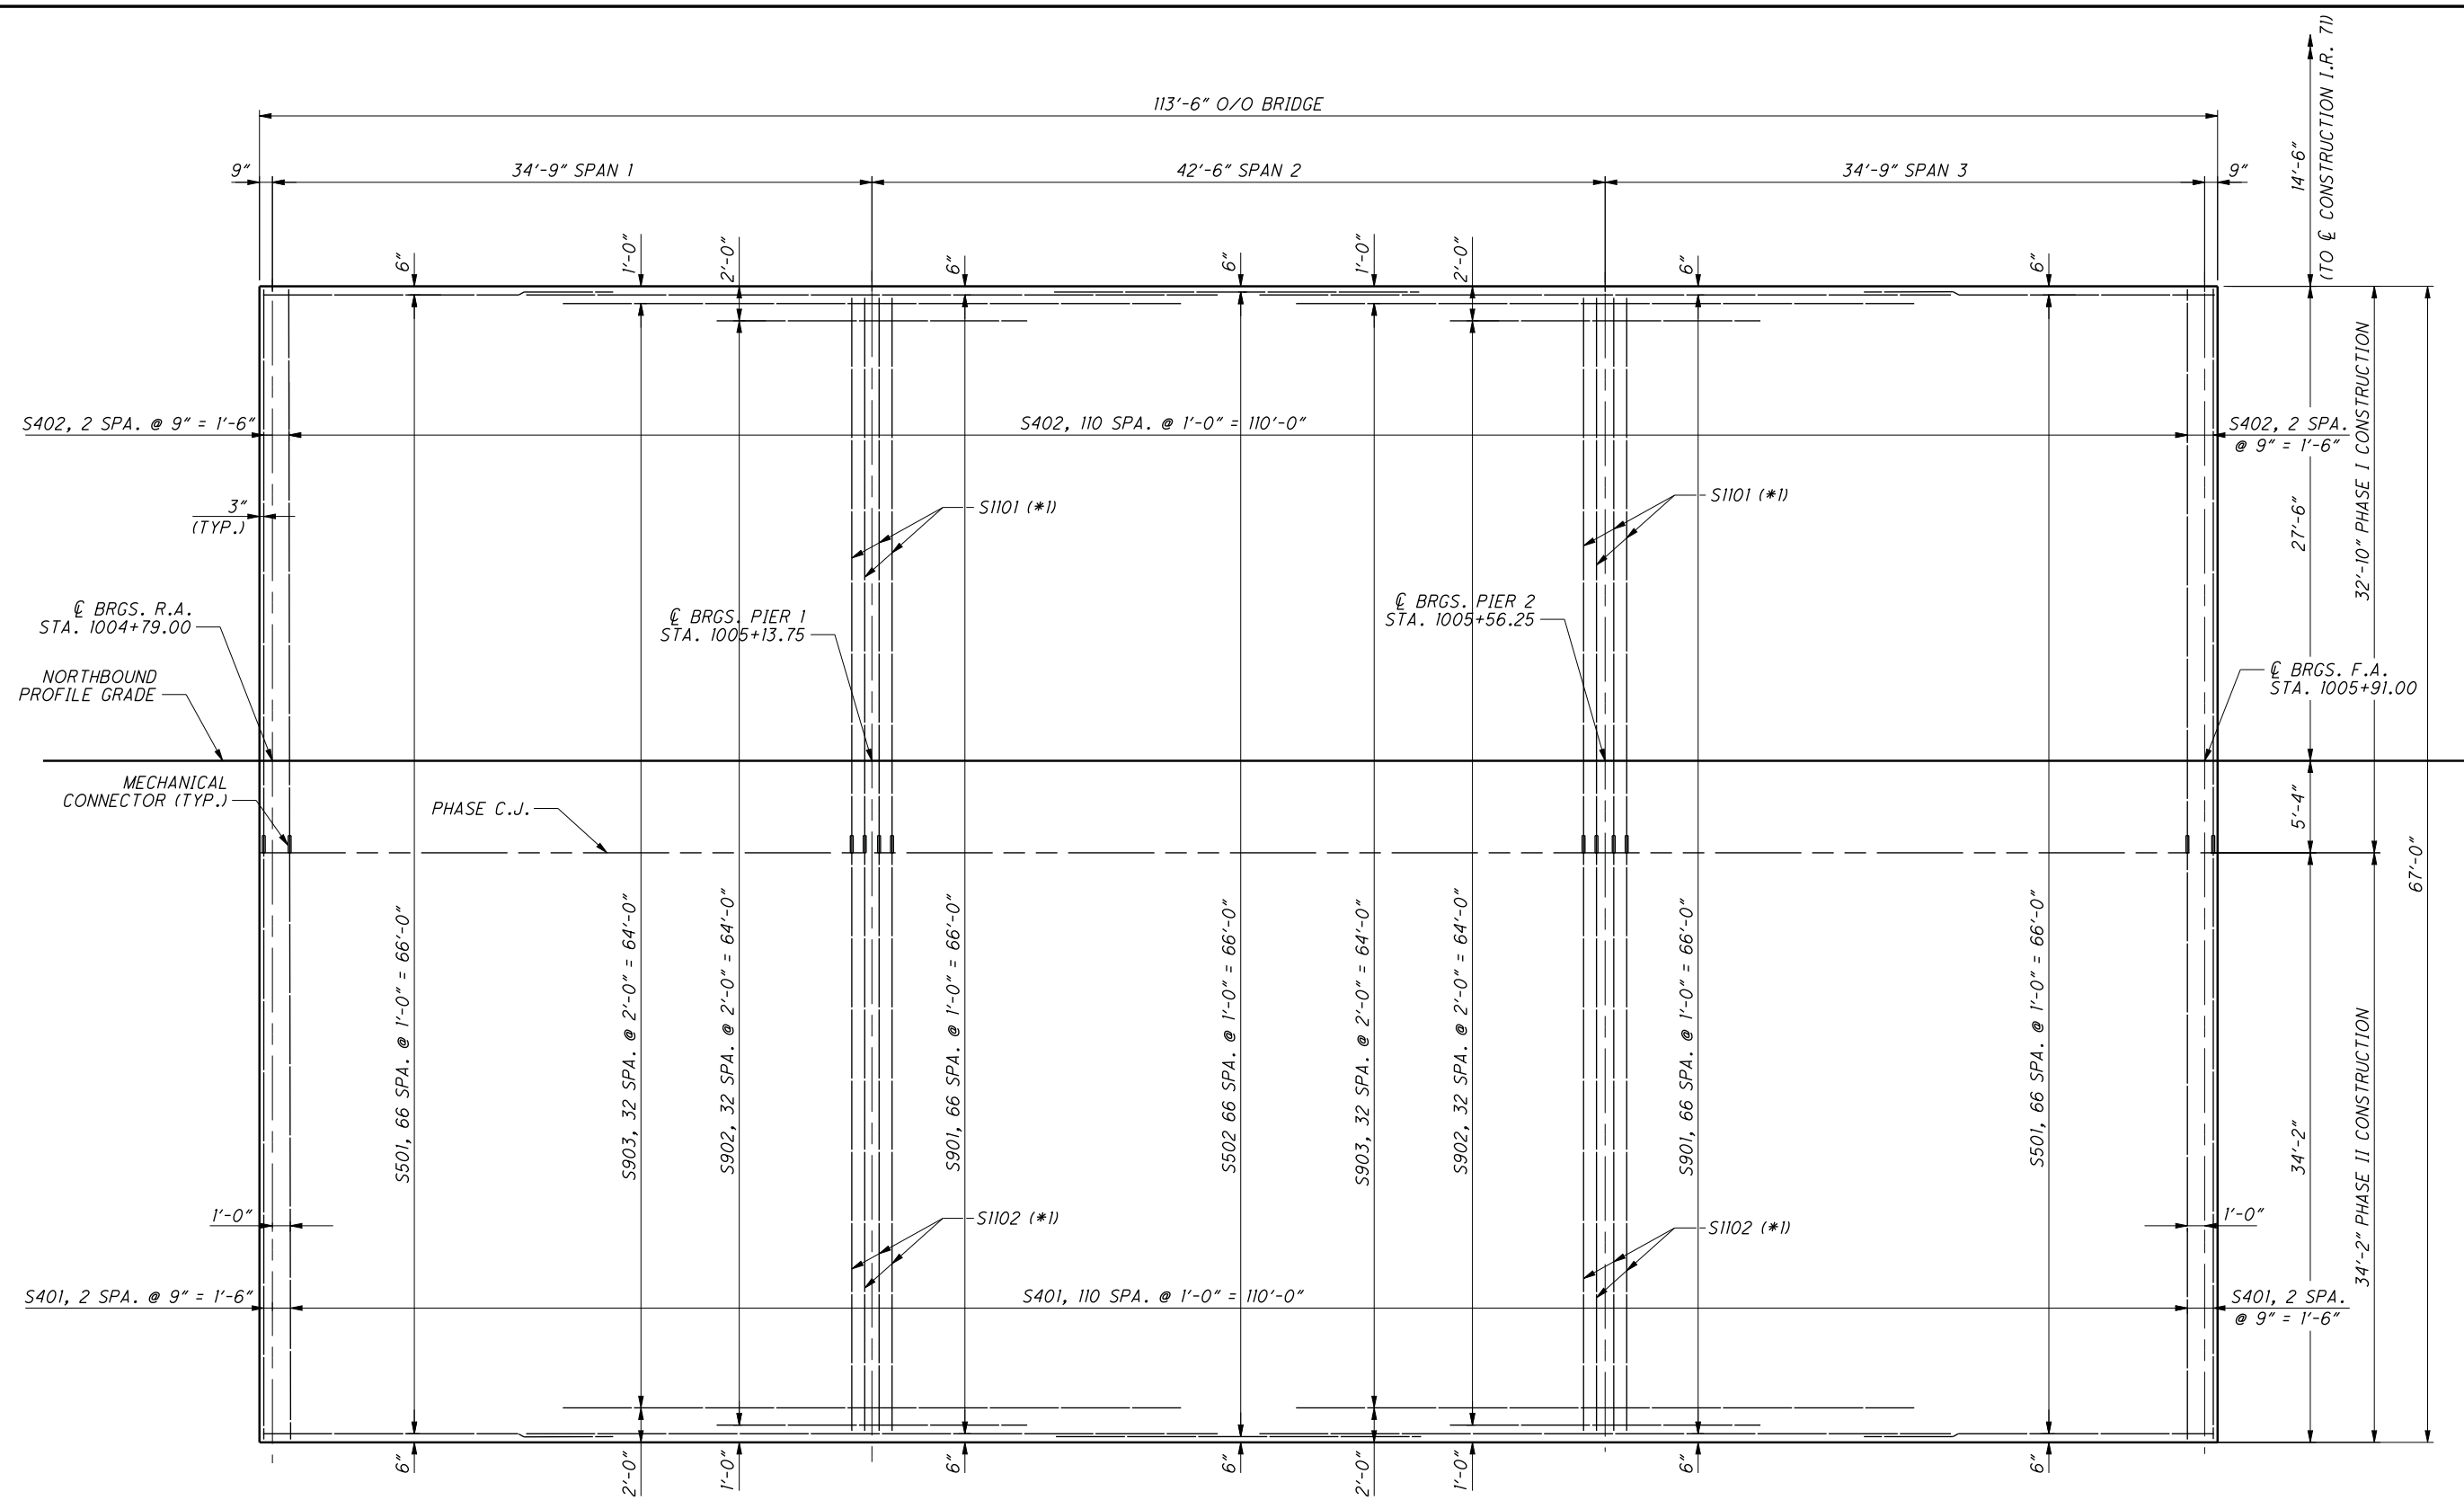 113'-6" O/O BRIDGE
14'-6"
(TO ℄ CONSTRUCTION I.R. 71)
9"
34'-9" SPAN 1
42'-6" SPAN 2
34'-9" SPAN 3
9"
6"
1'-0"
2'-0"
6"
6"
1'-0"
2'-0"
6"
6"
S402, 2 SPA. @ 9" = 1'-6"
S402, 110 SPA. @ 1'-0" = 110'-0"
S402, 2 SPA.
@ 9" = 1'-6"
32'-10" PHASE I CONSTRUCTION
27'-6"
3"
(TYP.)
S1101 (*1)
S1101 (*1)
℄ BRGS. R.A.
STA. 1004+79.00
℄ BRGS. PIER 1
STA. 1005+13.75
℄ BRGS. PIER 2
STA. 1005+56.25
℄ BRGS. F.A.
STA. 1005+91.00
NORTHBOUND
PROFILE GRADE
MECHANICAL
CONNECTOR (TYP.)
PHASE C.J.
5'-4"
67'-0"
S501, 66 SPA. @ 1'-0" = 66'-0"
S903, 32 SPA. @ 2'-0" = 64'-0"
S902, 32 SPA. @ 2'-0" = 64'-0"
S901, 66 SPA. @ 1'-0" = 66'-0"
S502 66 SPA. @ 1'-0" = 66'-0"
S903, 32 SPA. @ 2'-0" = 64'-0"
S902, 32 SPA. @ 2'-0" = 64'-0"
S901, 66 SPA. @ 1'-0" = 66'-0"
S501, 66 SPA. @ 1'-0" = 66'-0"
34'-2"
34'-2" PHASE II CONSTRUCTION
1'-0"
S1102 (*1)
S1102 (*1)
1'-0"
S401, 2 SPA. @ 9" = 1'-6"
S401, 110 SPA. @ 1'-0" = 110'-0"
S401, 2 SPA.
@ 9" = 1'-6"
6"
2'-0"
1'-0"
6"
6"
2'-0"
1'-0"
6"
6"